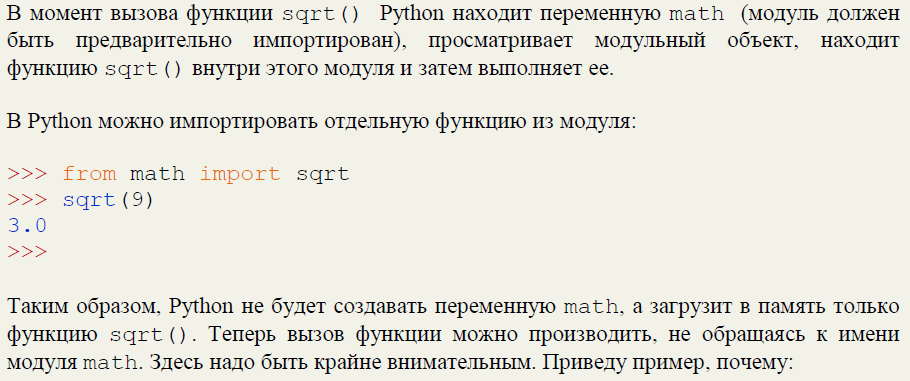 В момент вызова функции sqrt() Python находит переменную math (модуль должен
быть предварительно импортирован), просматривает модульный объект, находит
функцию sqrt() внутри этого модуля и затем выполняет ее.
В Python можно импортировать отдельную функцию из модуля:
>>> from math import sqrt
>>> sqrt(9)
3.0
>>>
Таким образом, Python не будет создавать переменную math, а загрузит в память только
функцию sqrt(). Теперь вызов функции можно производить, не обращаясь к имени
модуля math. Здесь надо быть крайне внимательным. Приведу пример, почему: